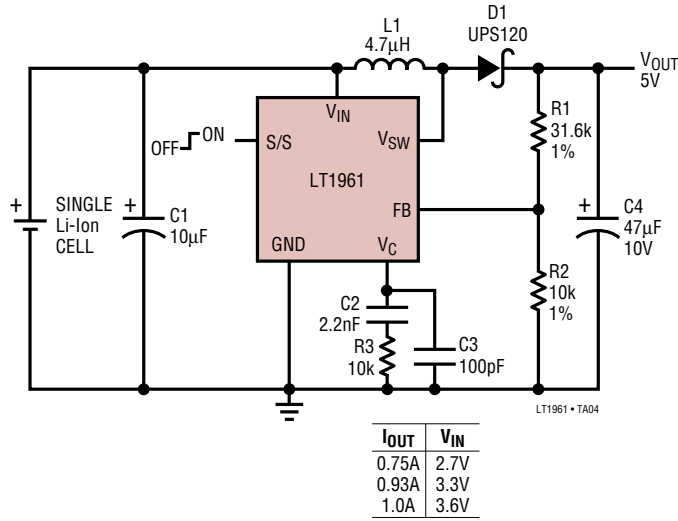 L1
4.7µH
D1
UPS120
VOUT
5V
VIN
R1
31.6k
1%
OFF ON
S/S
VSW
LT1961
+
SINGLE
Li-Ion
CELL
+
C1
10µF
FB
+
C4
47µF
10V
GND
VC
R2
10k
1%
C2
2.2nF
R3
10k
C3
100pF
LT1961 • TA04
IOUT VIN
0.75A 2.7V
0.93A 3.3V
1.0A 3.6V